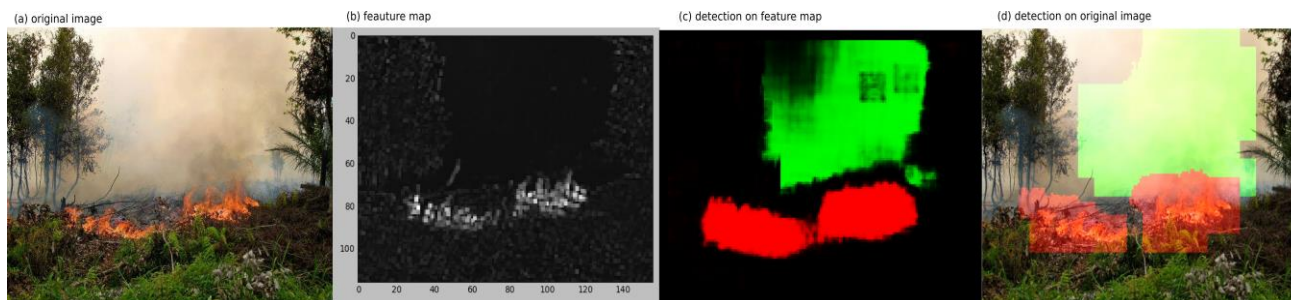 (a) original image
(b) feauture map
(c) detection on feature map
(d) detection on original image
0
20
40
60
80
100
0 20 40 60 80 100 120 140